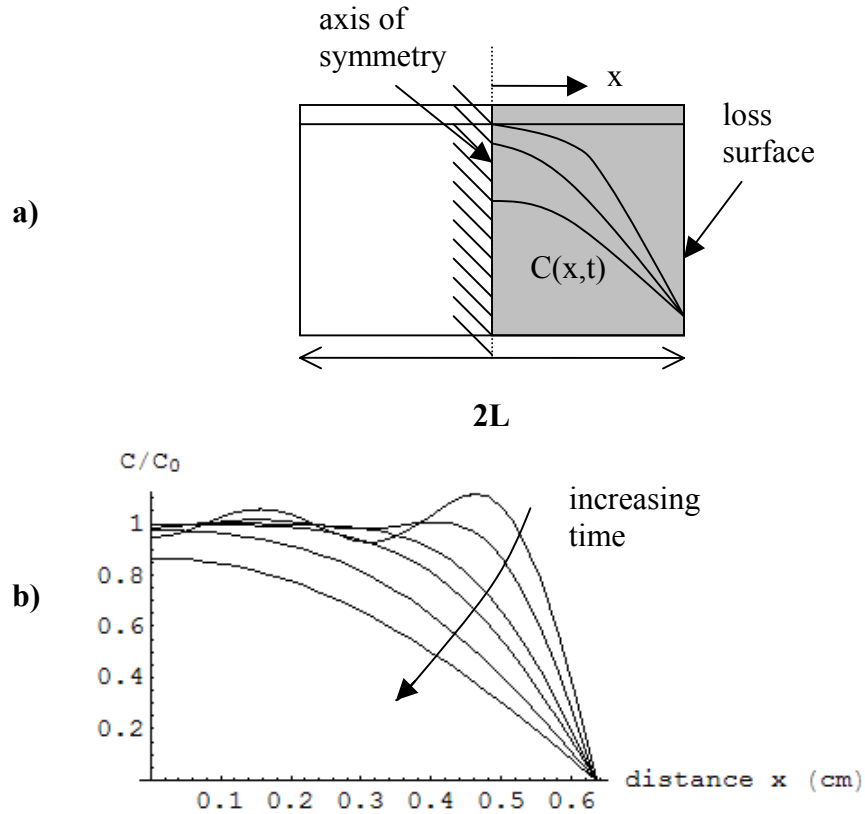 axis of
symmetry
x
loss
surface
a)
C(x,t)
2L
C/C₀
increasing
time
1
0.8
b)
0.6
0.4
0.2
distance x (cm)
0.1 0.2 0.3 0.4 0.5 0.6